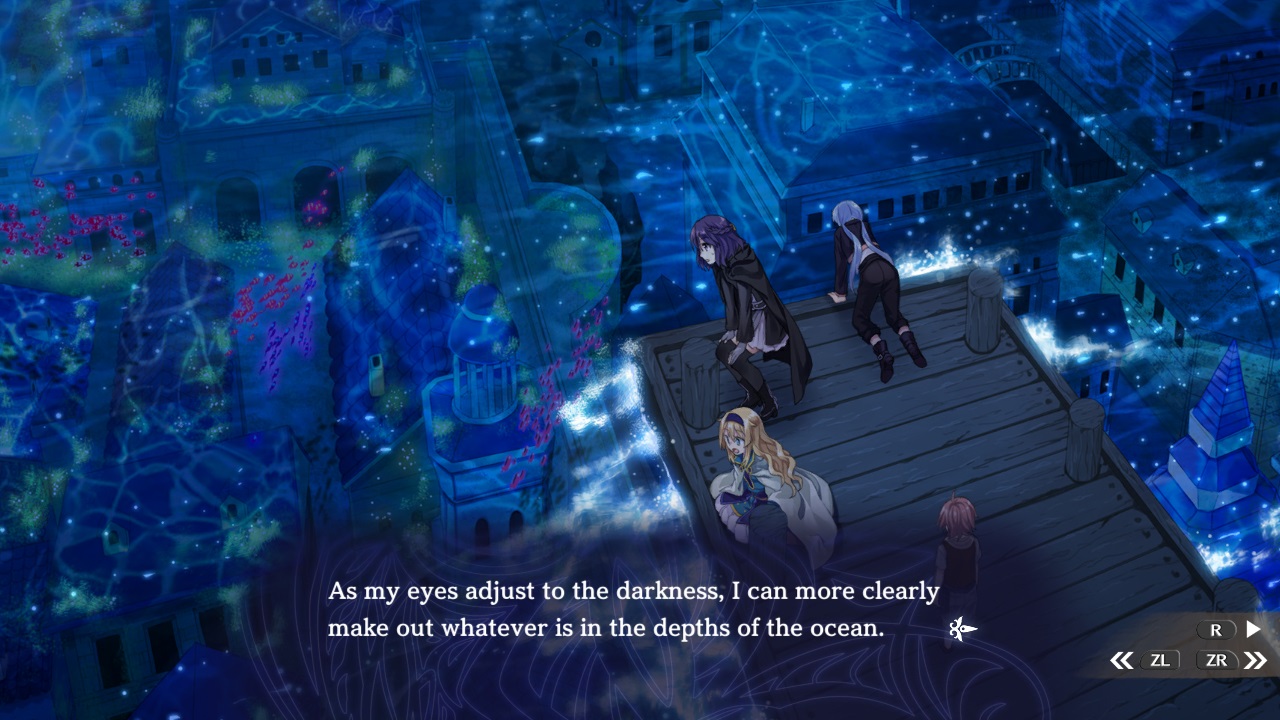 As my eyes adjust to the darkness, I can more clearly
make out whatever is in the depths of the ocean.
R
ZL ZR